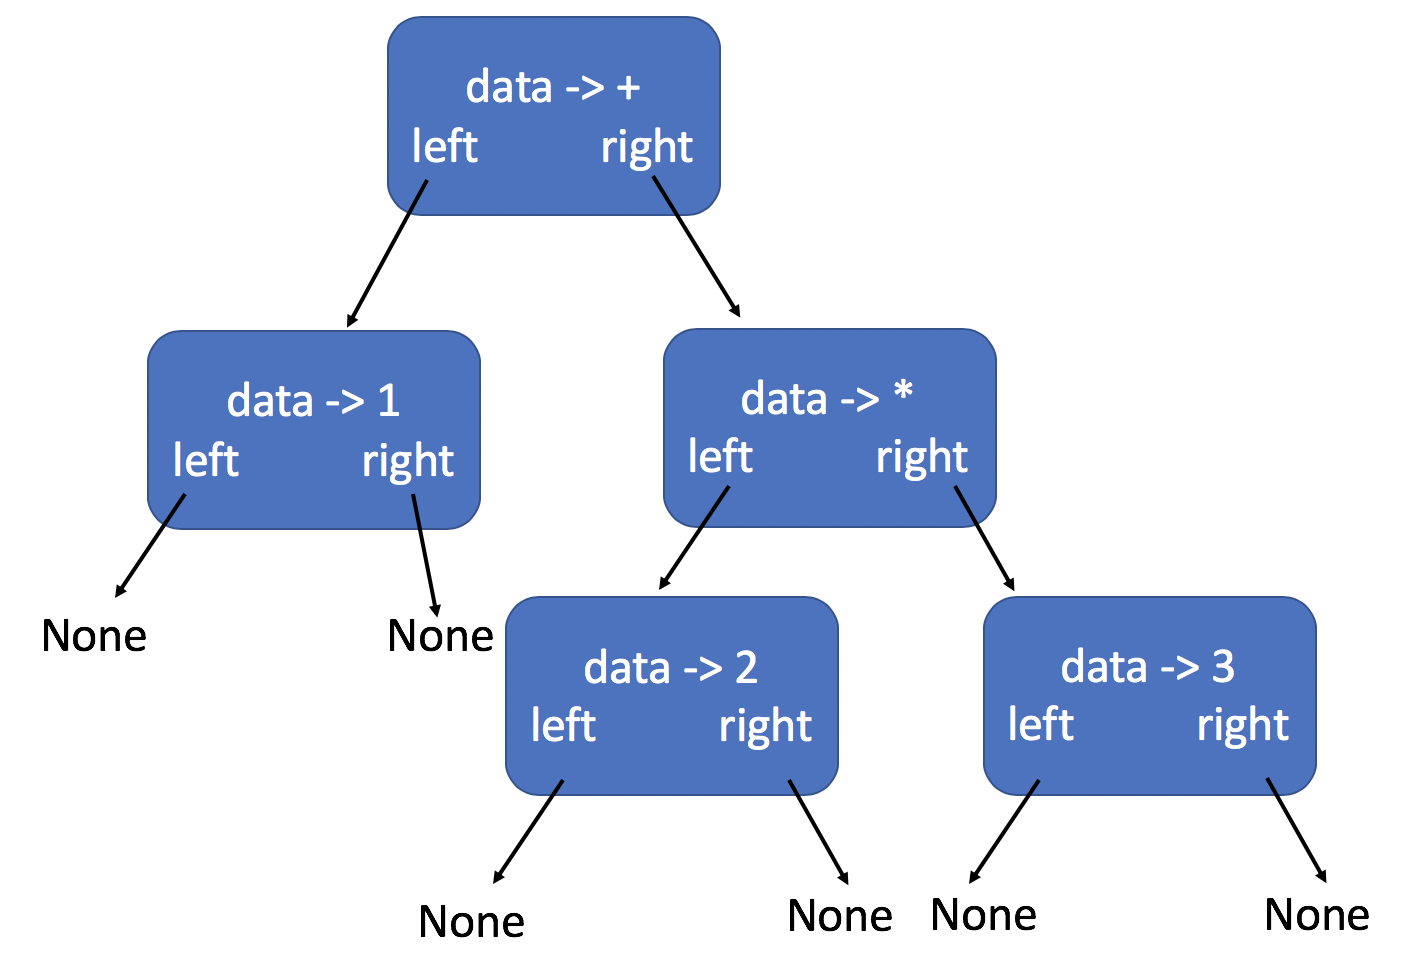 data -> +
left right
data -> 1
left right
data -> *
left right
None
None
data -> 2
left right
data -> 3
left right
None
None
None
None